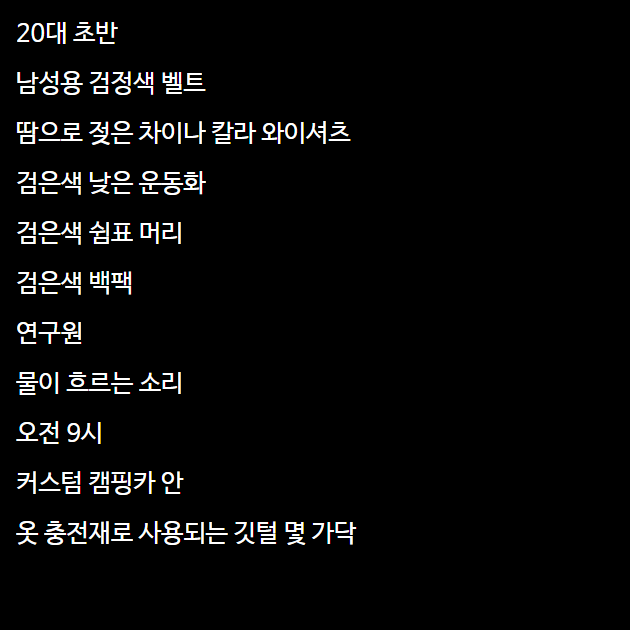 20대 초반
남성용 검정색 벨트
땀으로 젖은 차이나 칼라 와이셔츠
검은색 낮은 운동화
검은색 쉼표 머리
검은색 백팩
연구원
물이 흐르는 소리
오전 9시
커스텀 캠핑카 안
옷 충전재로 사용되는 깃털 몇 가닥